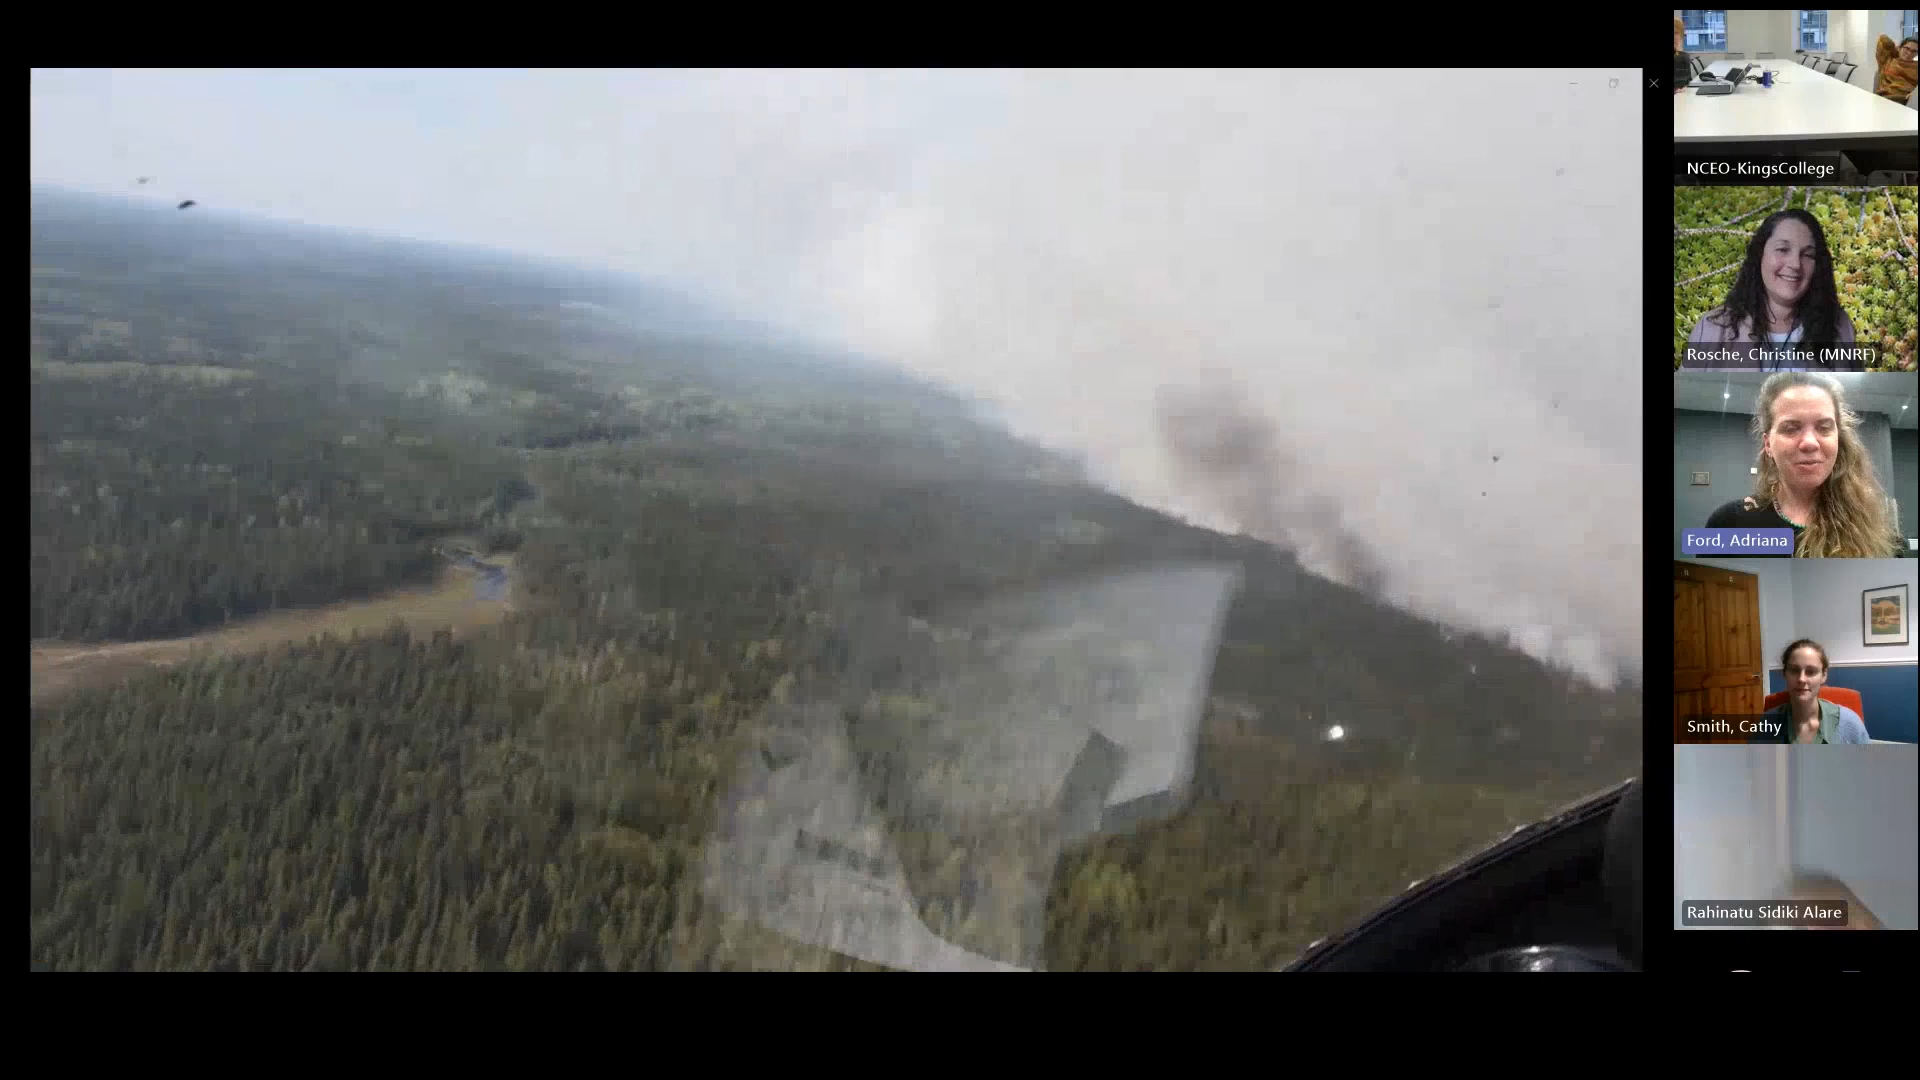 NCEO-KingsCollege
Rosche, Christine (MNRF)
Ford, Adriana
Smith, Cathy
Rahinatu Sidiki Alare